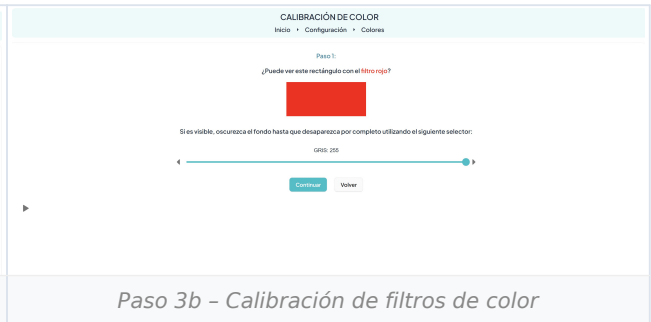 CALIBRACIÓN DE COLOR
Inicio • Configuración • Colores
Paso 1:
¿Puede ver este rectángulo con el filtro rojo?
Si es visible, oscurezca el fondo hasta que desaparezca por completo utilizando el siguiente selector:
GRIS: 255
Continuar Volver
Paso 3b – Calibración de filtros de color